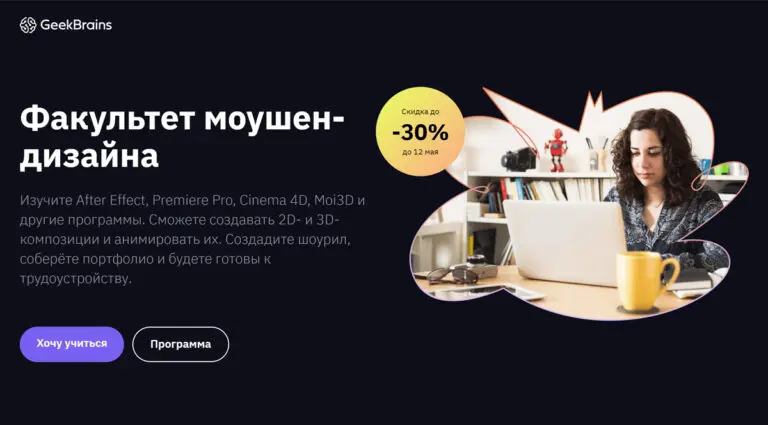 GeekBrains
Факультет моушен-
дизайна
Изучите After Effect, Premiere Pro, Cinema 4D, Moi3D и
другие программы. Сможете создавать 2D- и 3D-
композиции и анимировать их. Создадите шоурил,
соберёте портфолио и будете готовы к
трудоустройству.
Хочу учиться
Программа
Скидка до
-30%
до 12 мая